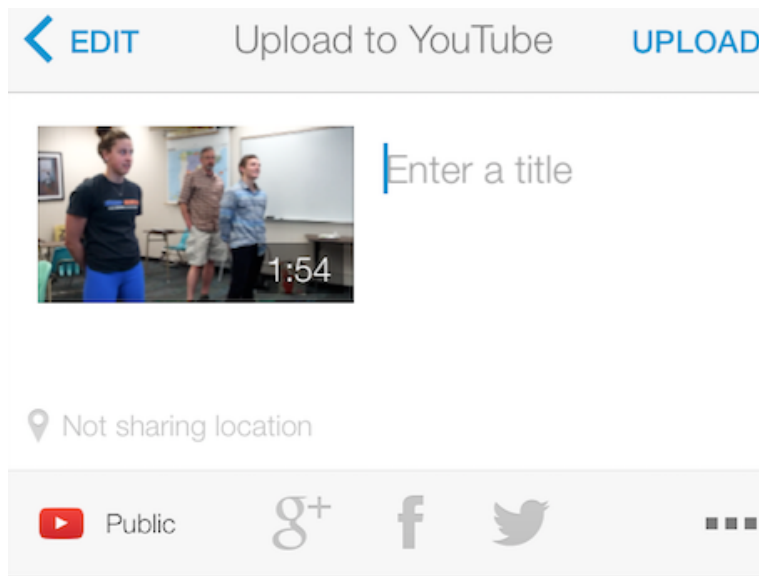 EDIT
Upload to YouTube
UPLOAD
Enter a title
1:54
Not sharing location
Public
g+
f